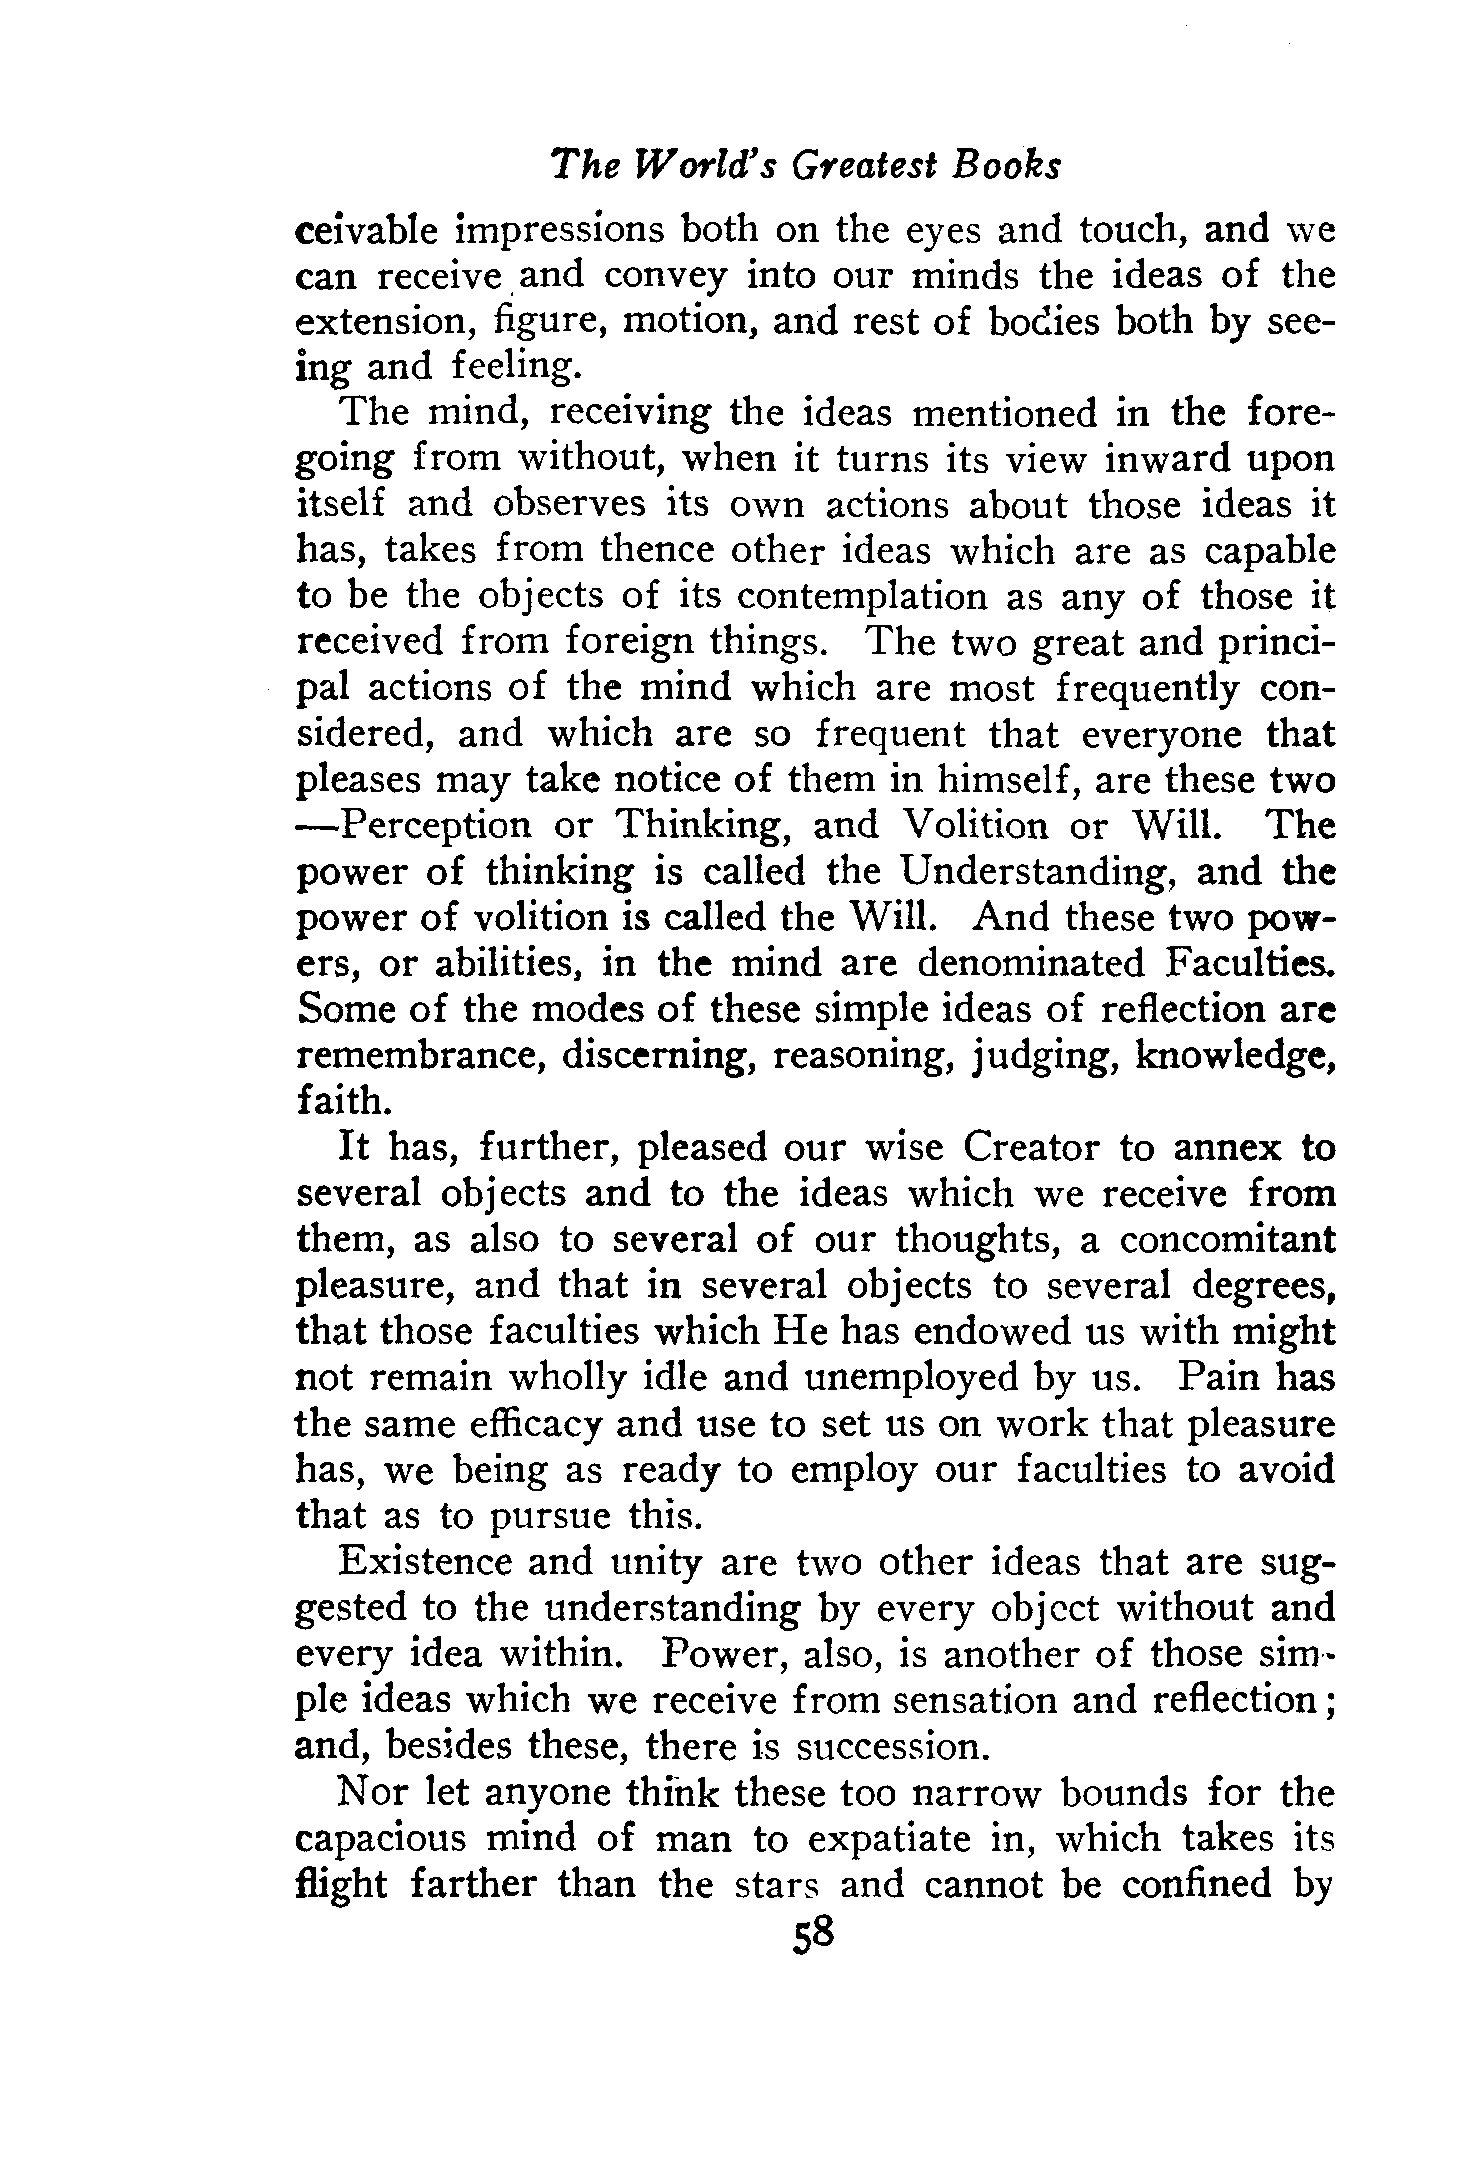 The World's Greatest Books
ceivable impressions both on the eyes and touch, and we
can receive and convey into our minds the ideas of the
extension, figure, motion, and rest of bodies both by see-
ing and feeling.
The mind, receiving the ideas mentioned in the fore-
going from without, when it turns its view inward upon
itself and observes its own actions about those ideas it
has, takes from thence other ideas which are as capable
to be the objects of its contemplation as any of those it
received from foreign things. The two great and princi-
pal actions of the mind which are most frequently con-
sidered, and which are so frequent that everyone that
pleases may take notice of them in himself, are these two
—Perception or Thinking, and Volition or Will. The
power of thinking is called the Understanding, and the
power of volition is called the Will. And these two pow-
ers, or abilities, in the mind are denominated Faculties.
Some of the modes of these simple ideas of reflection are
remembrance, discerning, reasoning, judging, knowledge,
faith.
It has, further, pleased our wise Creator to annex to
several objects and to the ideas which we receive from
them, as also to several of our thoughts, a concomitant
pleasure, and that in several objects to several degrees,
that those faculties which He has endowed us with might
not remain wholly idle and unemployed by us. Pain has
the same efficacy and use to set us on work that pleasure
has, we being as ready to employ our faculties to avoid
that as to pursue this.
Existence and unity are two other ideas that are sug-
gested to the understanding by every object without and
every idea within. Power, also, is another of those sim-
ple ideas which we receive from sensation and reflection;
and, besides these, there is succession.
Nor let anyone think these too narrow bounds for the
capacious mind of man to expatiate in, which takes its
flight farther than the stars and cannot be confined by
58